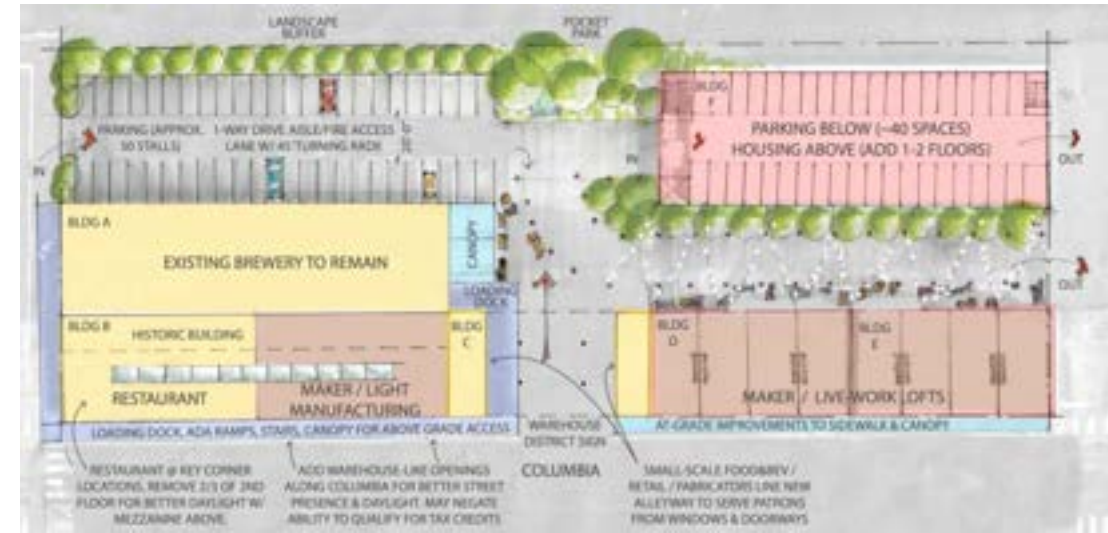 LANDSCAPE
BUFFER
POCKET
PARK
PARKING (APPROX.
50 STALLS)
1-WAY DRIVE AISLE/FIRE ACCESS
LANE W/ 45' TURNING RADII
IN
BLDG
F
PARKING BELOW (~40 SPACES)
HOUSING ABOVE (ADD 1-2 FLOORS)
IN
OUT
BLDG A
EXISTING BREWERY TO REMAIN
CANOPY
LOADING
DOCK
OUT
BLDG B
HISTORIC BUILDING
BLDG
C
RESTAURANT
MAKER / LIGHT
MANUFACTURING
BLDG
D
BLDG
E
MAKER / LIVE-WORK LOFTS
LOADING DOCK, ADA RAMPS, STAIRS, CANOPY FOR ABOVE GRADE ACCESS
WAREHOUSE
DISTRICT SIGN
AT-GRADE IMPROVEMENTS TO SIDEWALK & CANOPY
COLUMBIA
RESTAURANT @ KEY CORNER
LOCATIONS. REMOVE 2/3 OF 2ND
FLOOR FOR BETTER DAYLIGHT W/
MEZZANINE ABOVE.
ADD WAREHOUSE-LIKE OPENINGS
ALONG COLUMBIA FOR BETTER STREET
PRESENCE & DAYLIGHT. MAY NEGATE
ABILITY TO QUALIFY FOR TAX CREDITS
SMALL-SCALE FOOD&BEV /
RETAIL / FABRICATORS LINE NEW
ALLEYWAY TO SERVE PATRONS
FROM WINDOWS & DOORWAYS